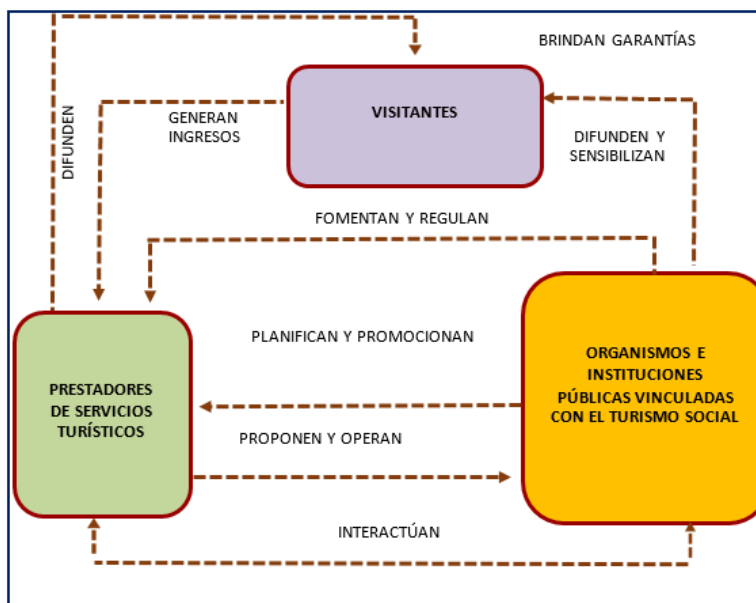 BRINDAN GARANTÍAS
DIFUNDEN
GENERAN
INGRESOS
VISITANTES
DIFUNDEN Y
SENSIBILIZAN
FOMENTAN Y REGULAN
PLANIFICAN Y PROMOCIONAN
PRESTADORES
DE SERVICIOS
TURÍSTICOS
ORGANISMOS E
INSTITUCIONES
PÚBLICAS VINCULADAS
CON EL TURISMO SOCIAL
PROPONEN Y OPERAN
INTERACTÚAN